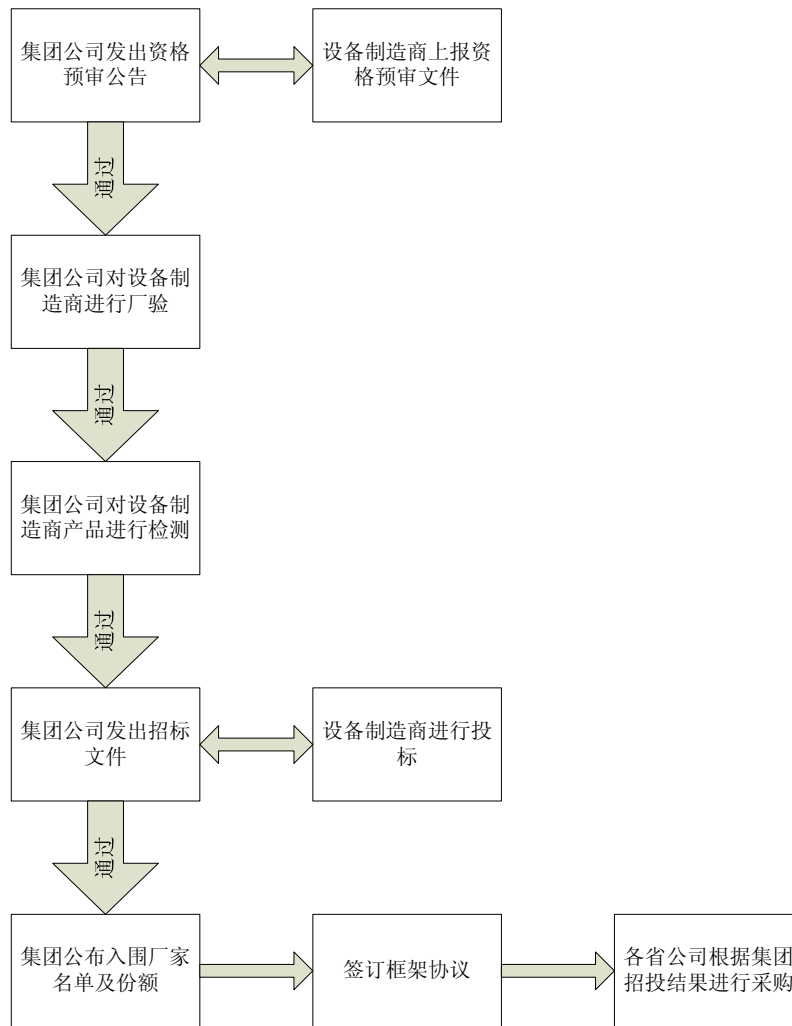 集团公司发出资格
预审公告
设备制造商上报资
格预审文件
通过
集团公司对设备制
造商进行厂验
通过
集团公司对设备制
造商产品进行检测
通过
集团公司发出招标
文件
设备制造商进行投
标
通过
集团公布入围厂家
名单及份额
签订框架协议
各省公司根据集团
招投结果进行采购